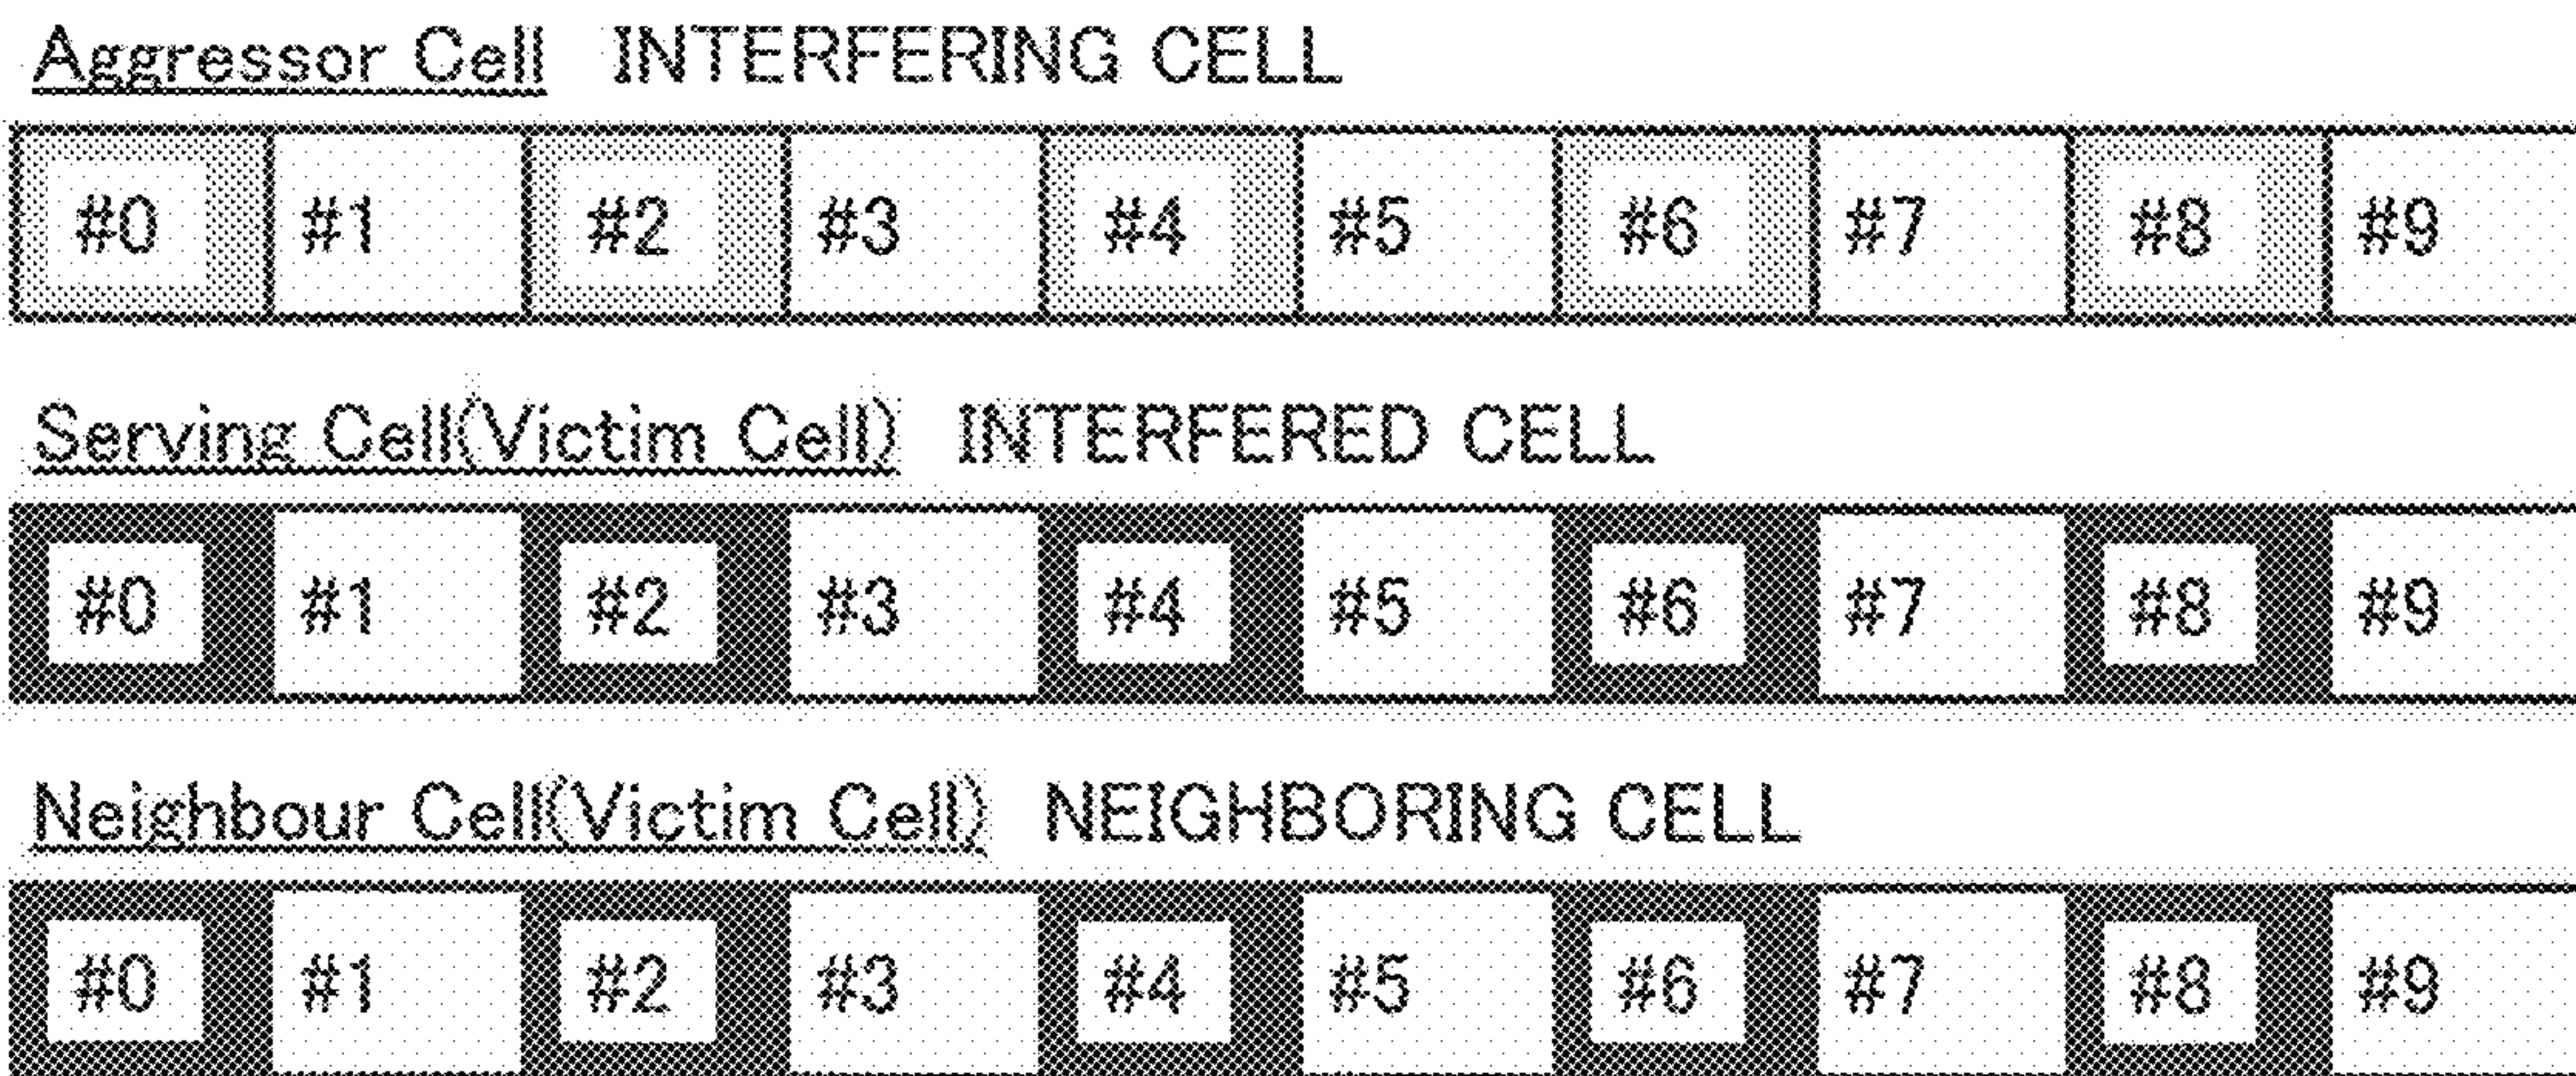 Aggressor Cell INTERFERING CELL
#0 #1 #2 #3 #4 #5 #6 #7 #8 #9
Serving Cell(Victim Cell) INTERFERED CELL
#0 #1 #2 #3 #4 #5 #6 #7 #8 #9
Neighbour Cell(Victim Cell) NEIGHBORING CELL
#0 #1 #2 #3 #4 #5 #6 #7 #8 #9